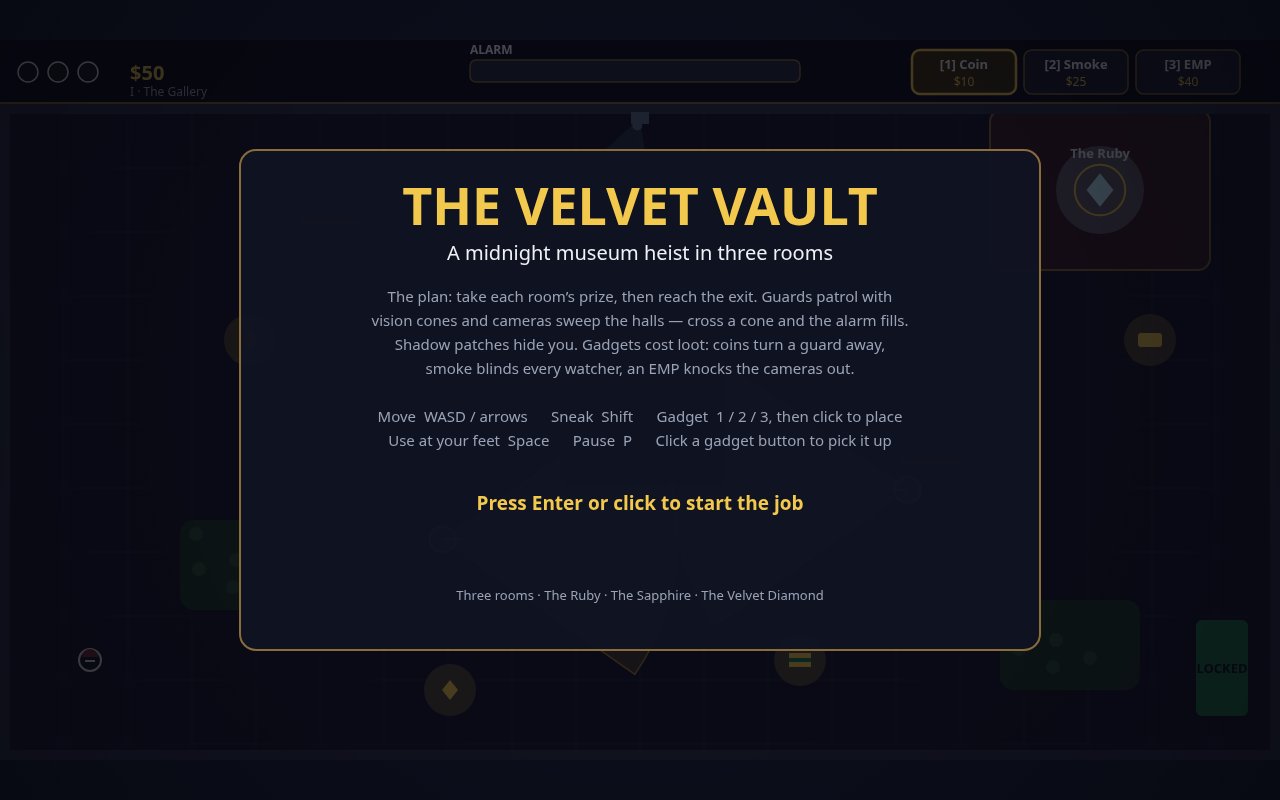 ALARM
$50
I · The Gallery
[1] Coin
$10
[2] Smoke
$25
[3] EMP
$40
The Ruby
THE VELVET VAULT
A midnight museum heist in three rooms
The plan: take each room's prize, then reach the exit. Guards patrol with
vision cones and cameras sweep the halls — cross a cone and the alarm fills.
Shadow patches hide you. Gadgets cost loot: coins turn a guard away,
smoke blinds every watcher, an EMP knocks the cameras out.
Move WASD / arrows Sneak Shift Gadget 1 / 2 / 3, then click to place
Use at your feet Space Pause P Click a gadget button to pick it up
Press Enter or click to start the job
Three rooms · The Ruby · The Sapphire · The Velvet Diamond
LOCKED